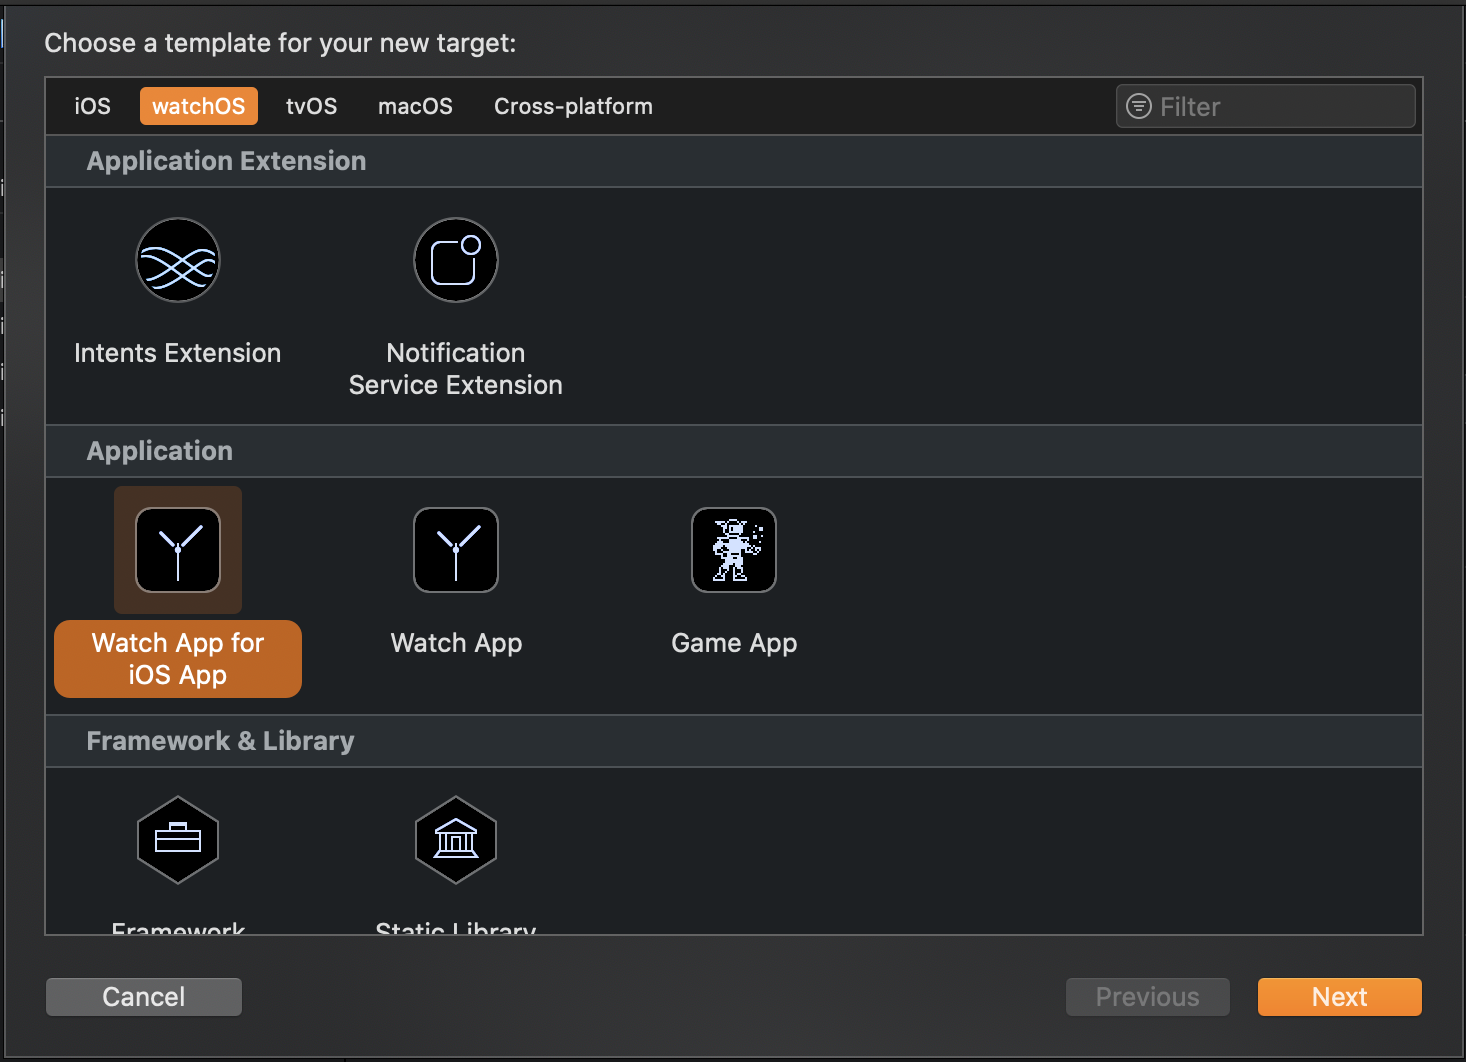 Choose a template for your new target:
iOS watchOS tvOS macOS Cross-platform Filter
Application Extension
Intents Extension
Notification
Service Extension
Application
Watch App for
iOS App
Watch App
Game App
Framework & Library
Framework
Static Library
Cancel Previous Next